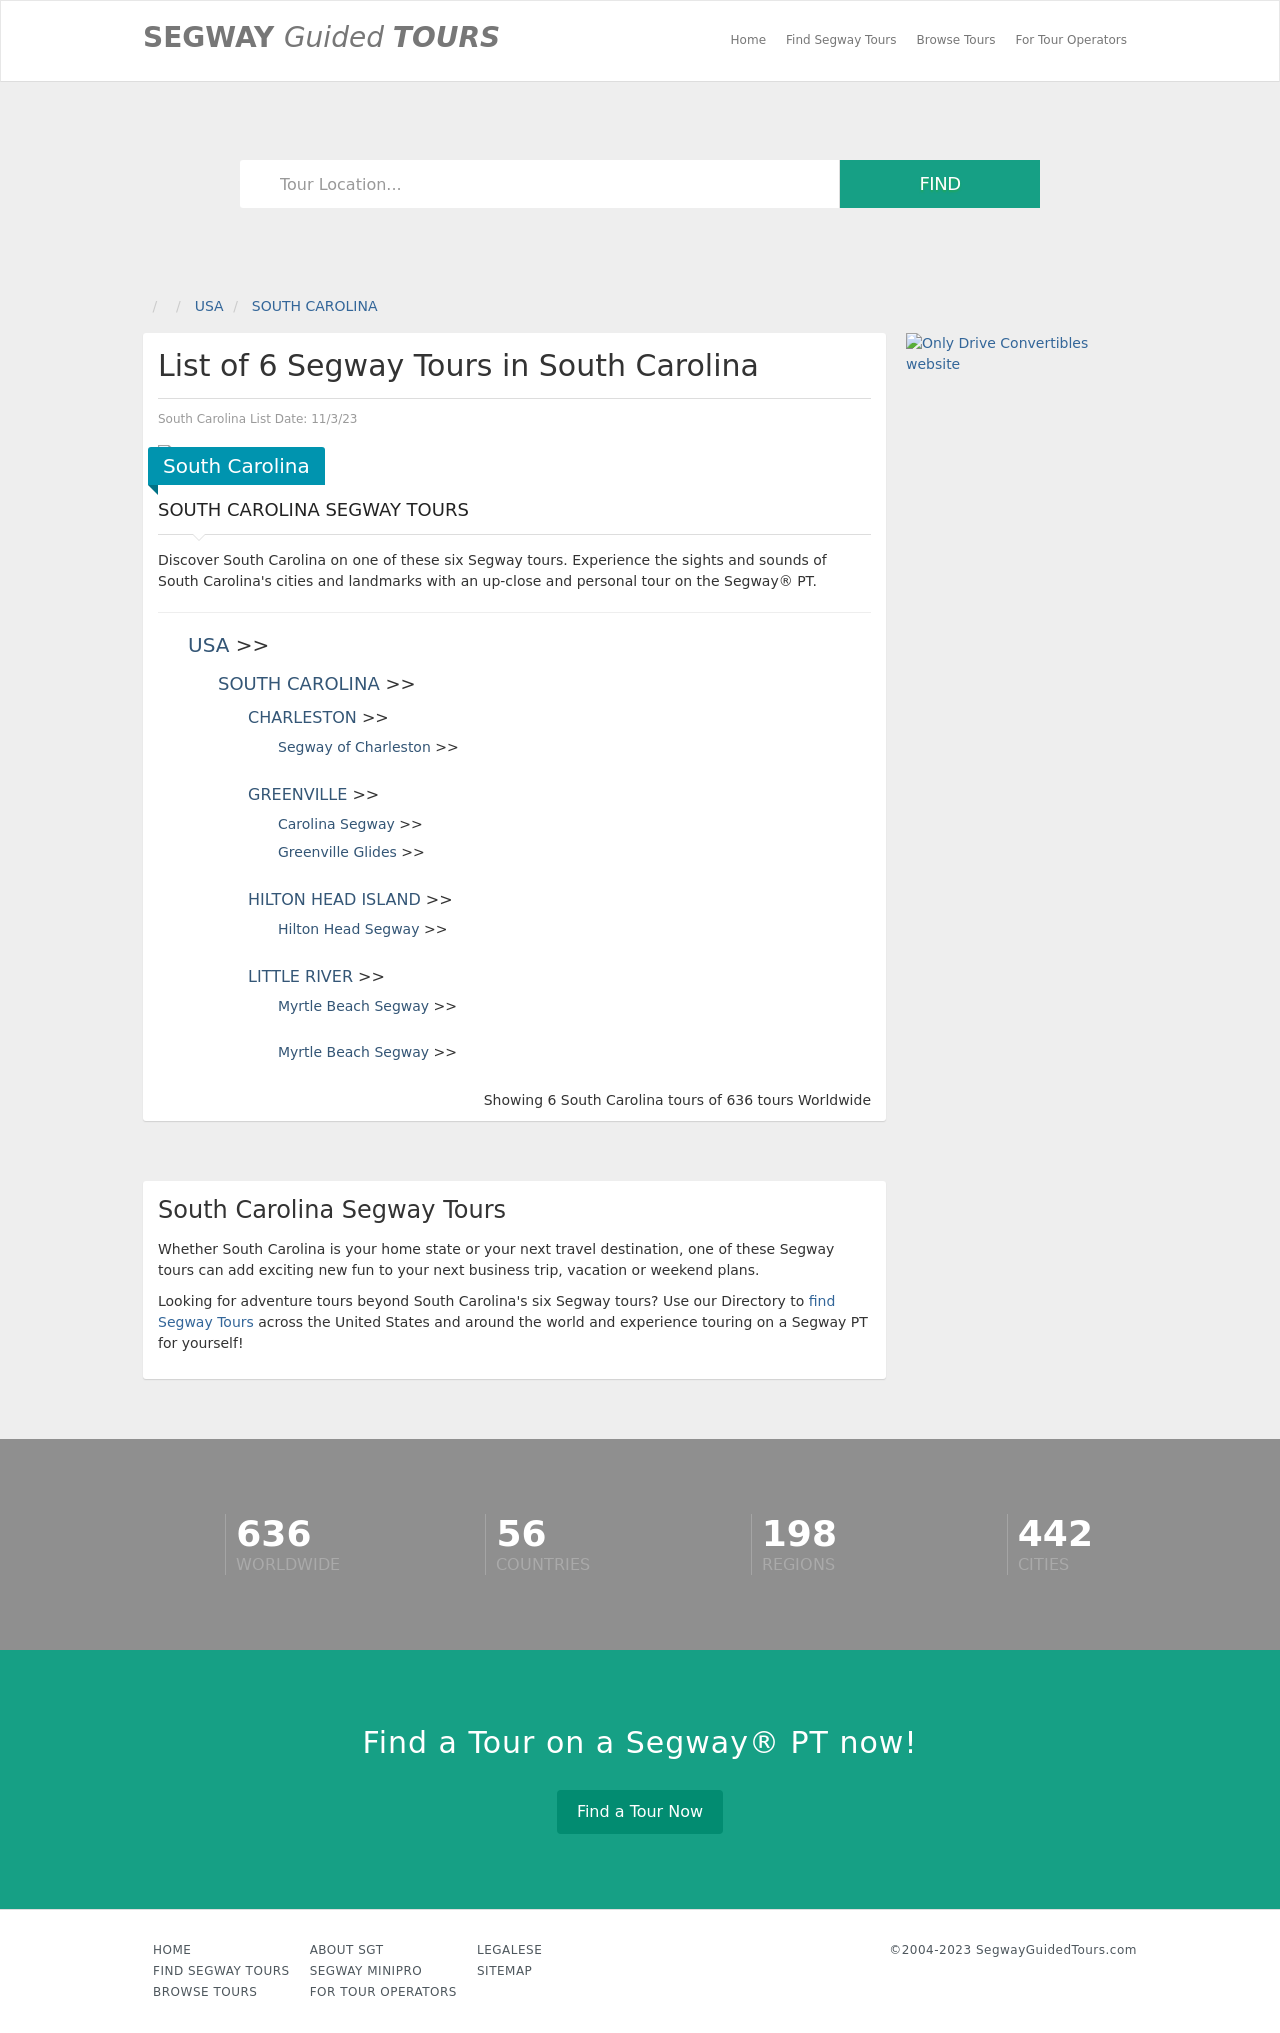 SEGWAY Guided TOURS
Home Find Segway Tours Browse Tours For Tour Operators
Tour Location...
FIND
/ / USA / SOUTH CAROLINA
List of 6 Segway Tours in South Carolina
Only Drive Convertibles
website
South Carolina List Date: 11/3/23
South Carolina
SOUTH CAROLINA SEGWAY TOURS
Discover South Carolina on one of these six Segway tours. Experience the sights and sounds of
South Carolina's cities and landmarks with an up-close and personal tour on the Segway® PT.
USA >>
SOUTH CAROLINA >>
CHARLESTON >>
Segway of Charleston >>
GREENVILLE >>
Carolina Segway >>
Greenville Glides >>
HILTON HEAD ISLAND >>
Hilton Head Segway >>
LITTLE RIVER >>
Myrtle Beach Segway >>
Myrtle Beach Segway >>
Showing 6 South Carolina tours of 636 tours Worldwide
South Carolina Segway Tours
Whether South Carolina is your home state or your next travel destination, one of these Segway
tours can add exciting new fun to your next business trip, vacation or weekend plans.
Looking for adventure tours beyond South Carolina's six Segway tours? Use our Directory to find
Segway Tours across the United States and around the world and experience touring on a Segway PT
for yourself!
636 56 198 442
WORLDWIDE COUNTRIES REGIONS CITIES
Find a Tour on a Segway® PT now!
Find a Tour Now
HOME ABOUT SGT LEGALESE ©2004-2023 SegwayGuidedTours.com
FIND SEGWAY TOURS SEGWAY MINIPRO SITEMAP
BROWSE TOURS FOR TOUR OPERATORS